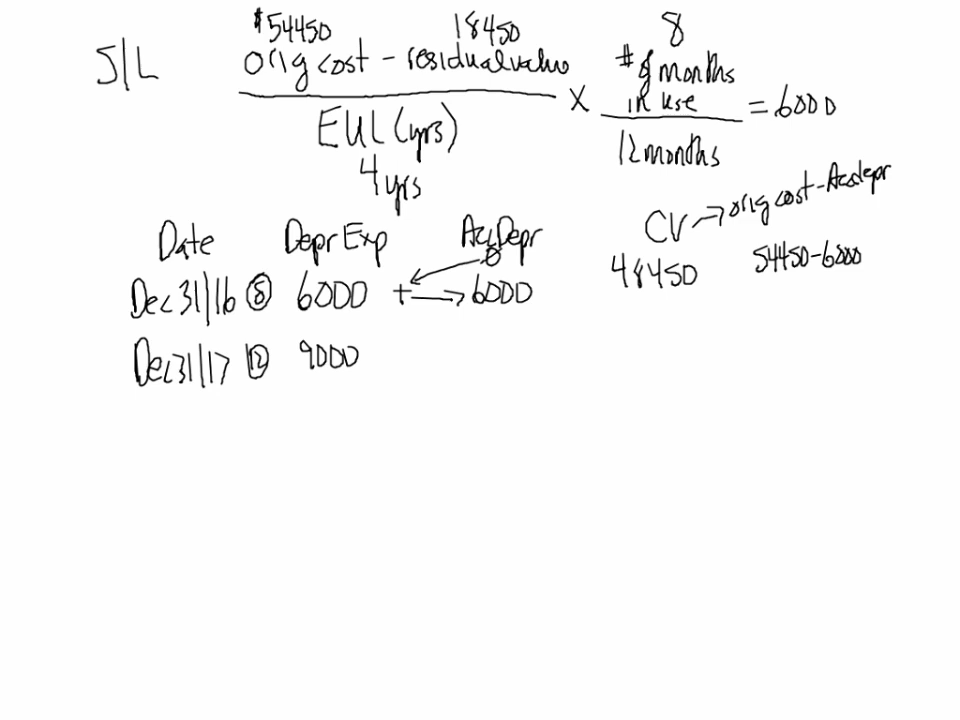 $54450 18450 8
S/L orig cost - residual value # of months
in use
X = 6000
EUL (yrs) 12 months
4 yrs
CV → orig cost - Accdepr
Date Depr Exp Acc Depr
0
48450 54450-6000
Dec 31/16 ⑧ 6000 + → 6000
Dec 31/17 ⑫ 9000